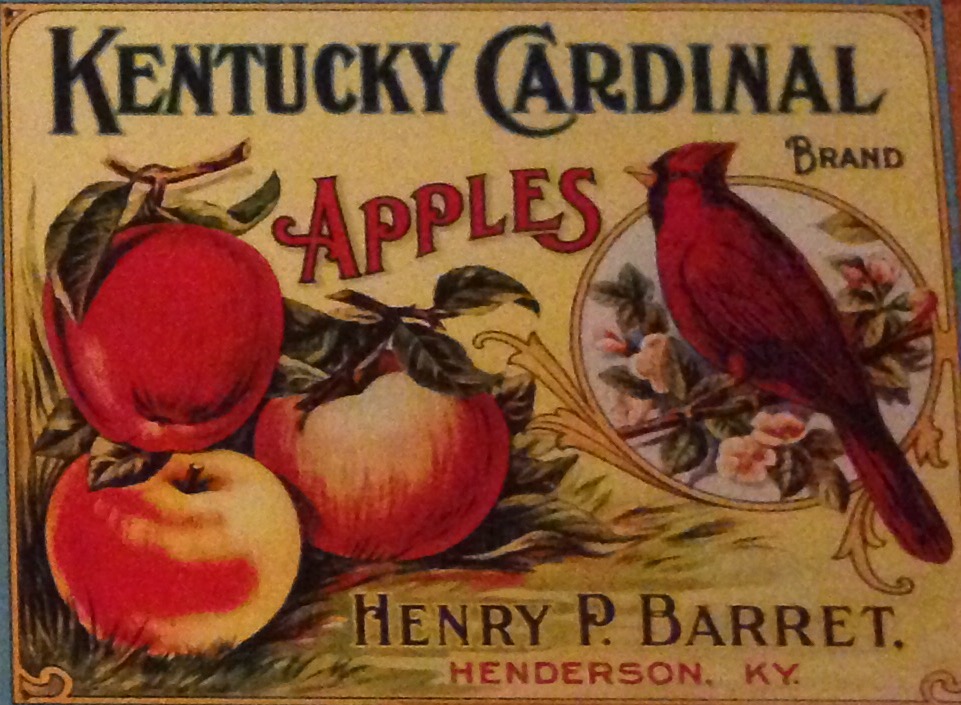 KENTUCKY CARDINAL
BRAND
APPLES
HENRY P. BARRET.
HENDERSON, KY.